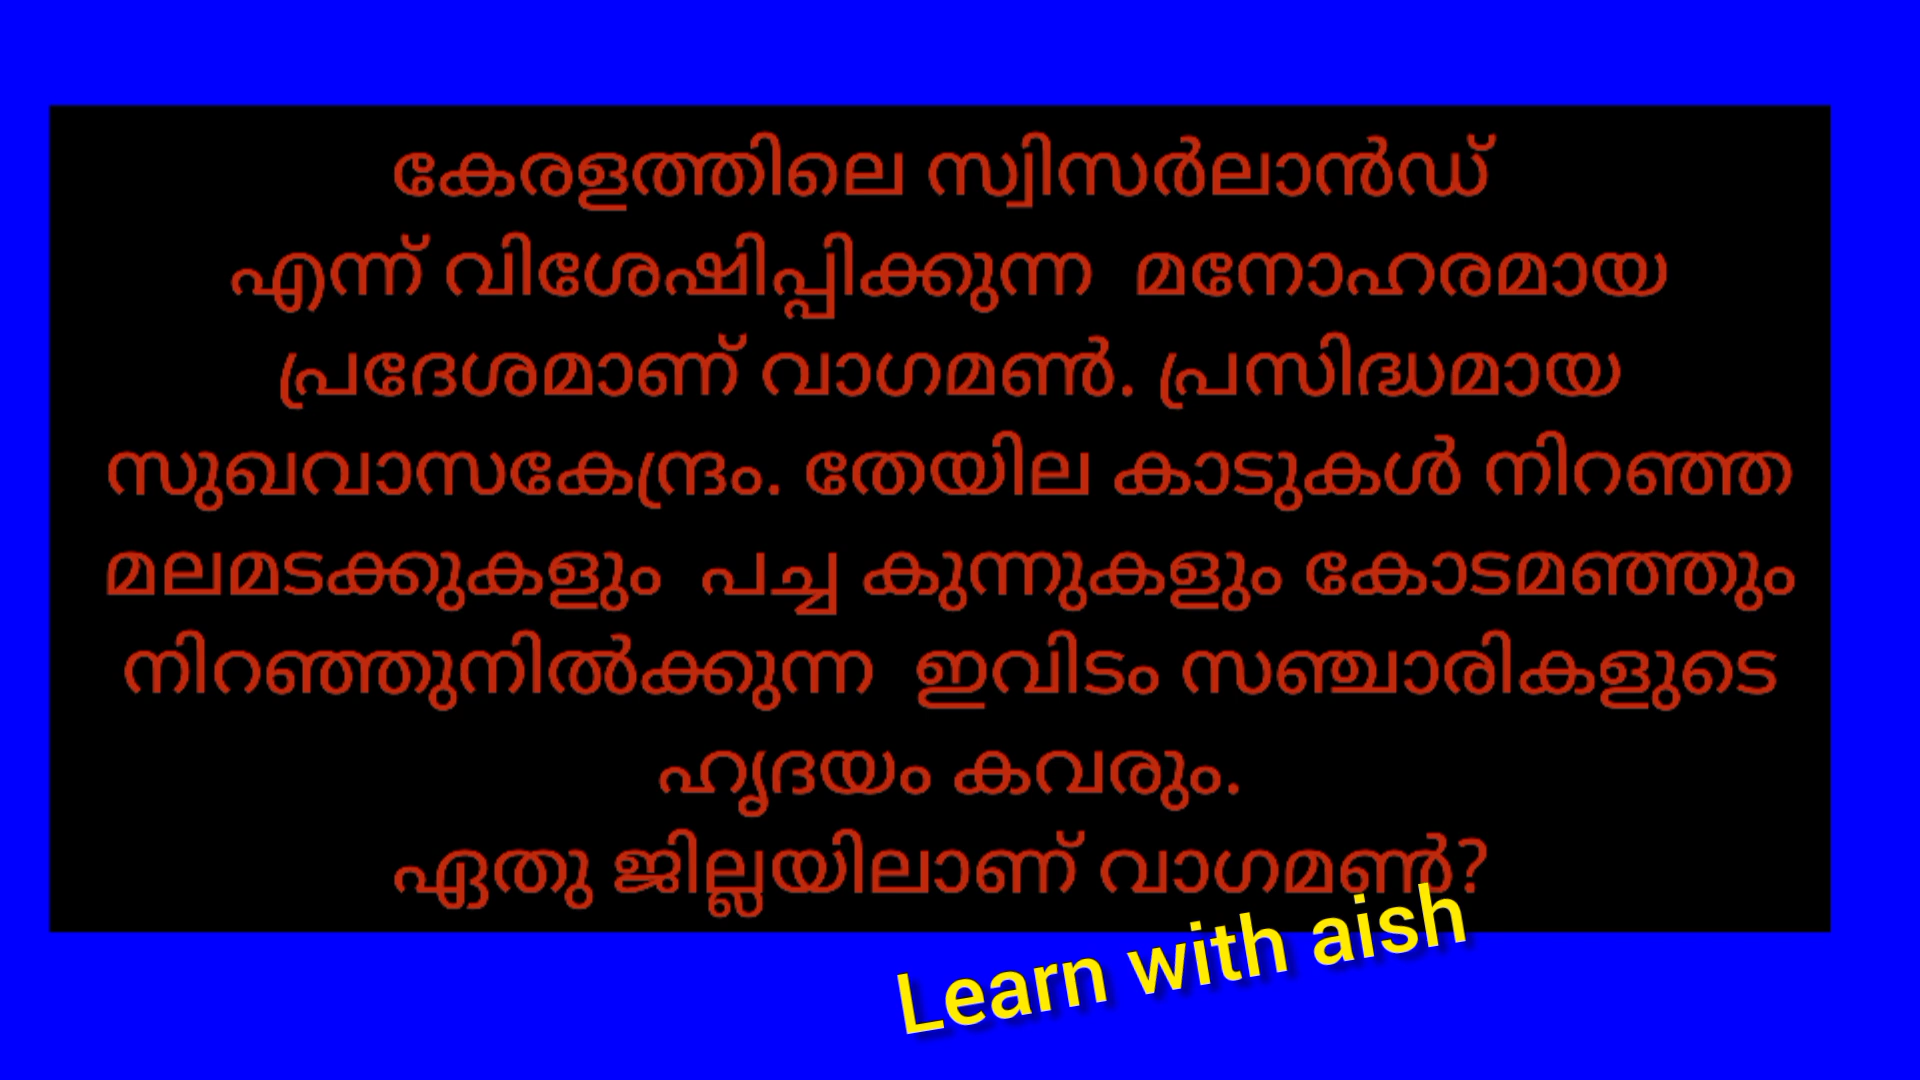 കേരളത്തിലെ സ്വിസർലാൻഡ്
എന്ന് വിശേഷിപ്പിക്കുന്ന മനോഹരമായ
പ്രദേശമാണ് വാഗമൺ. പ്രസിദ്ധമായ
സുഖവാസകേന്ദ്രം. തേയില കാടുകൾ നിറഞ്ഞ
മലമടക്കുകളും പച്ച കുന്നുകളും കോടമഞ്ഞും
നിറഞ്ഞുനിൽക്കുന്ന ഇവിടം സഞ്ചാരികളുടെ
ഹൃദയം കവരും.
ഏതു ജില്ലയിലാണ് വാഗമൺ?
Learn with aish